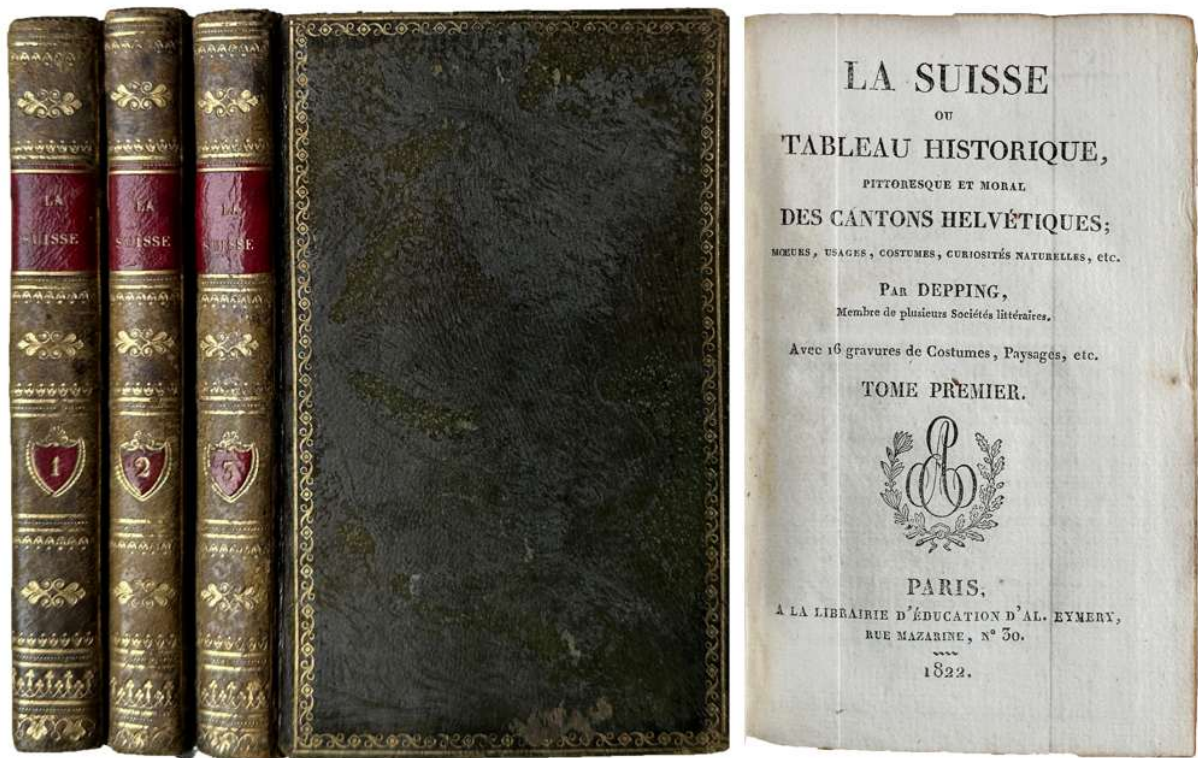 LA
SUISSE
1
LA
SUISSE
2
LA
SUISSE
3
LA SUISSE
OU
TABLEAU HISTORIQUE,
PITTORESQUE ET MORAL
DES CANTONS HELVÉTIQUES;
MŒURS, USAGES, COSTUMES, CURIOSITÉS NATURELLES, etc.
PAR DEPPING,
Membre de plusieurs Sociétés littéraires.
Avec 16 gravures de Costumes, Paysages, etc.
TOME PREMIER.
PARIS,
A LA LIBRAIRIE D'ÉDUCATION D'AL. EYMERY,
RUE MAZARINE, N° 30.
1822.